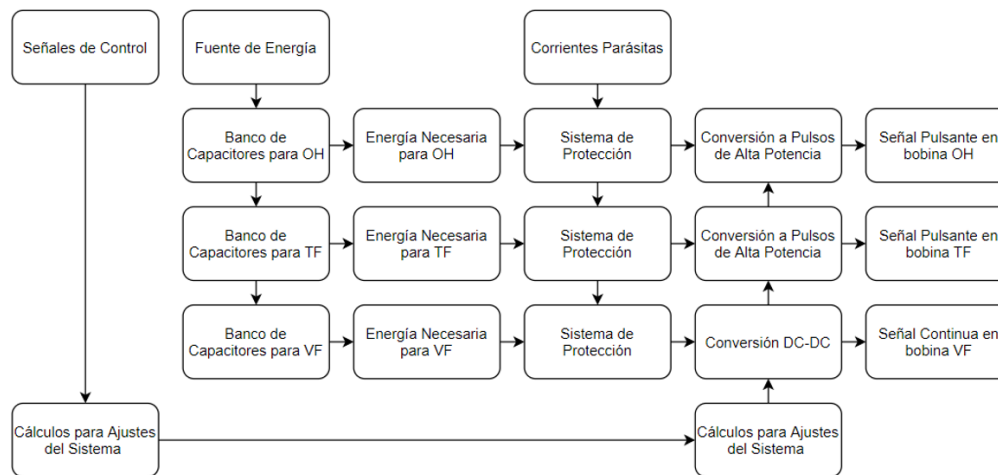 Señales de Control
Fuente de Energía
Corrientes Parásitas
Banco de
Capacitores para OH
Energía Necesaria
para OH
Sistema de
Protección
Conversión a Pulsos
de Alta Potencia
Señal Pulsante en
bobina OH
Banco de
Capacitores para TF
Energía Necesaria
para TF
Sistema de
Protección
Conversión a Pulsos
de Alta Potencia
Señal Pulsante en
bobina TF
Banco de
Capacitores para VF
Energía Necesaria
para VF
Sistema de
Protección
Conversión DC-DC
Señal Continua en
bobina VF
Cálculos para Ajustes
del Sistema
Cálculos para Ajustes
del Sistema